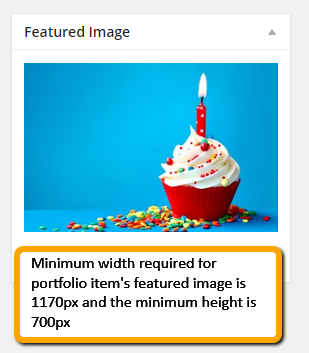 Featured Image
Minimum width required for
portfolio item's featured image is
1170px and the minimum height is
700px